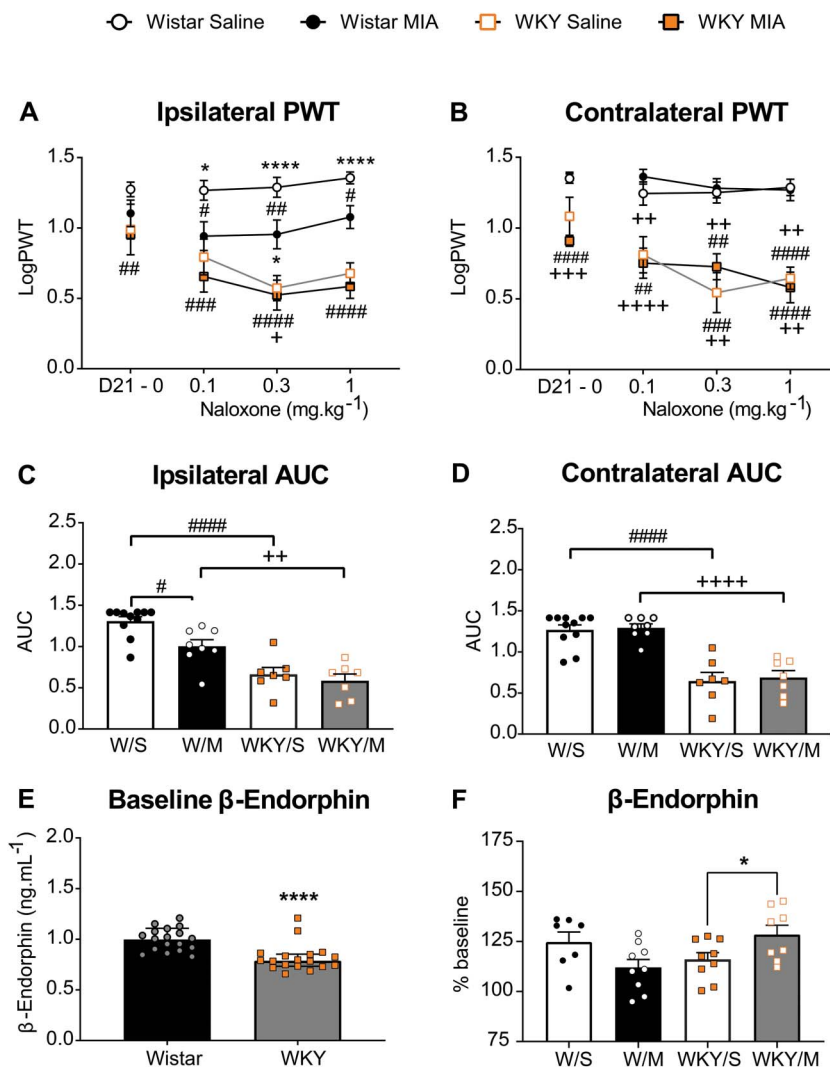 Wistar Saline Wistar MIA WKY Saline WKY MIA
A Ipsilateral PWT
LogPWT
1.5
1.0
0.5
0.0
* **** ****
# ## #
*
##
### #### ####
+
D21 - 0 0.1 0.3 1
Naloxone (mg.kg-1)
B Contralateral PWT
LogPWT
1.5
1.0
0.5
0.0
++ ++ ++
## ####
####
+++
## ### ####
++++ ++ ++
D21 - 0 0.1 0.3 1
Naloxone (mg.kg-1)
C Ipsilateral AUC
AUC
2.5
2.0
1.5
1.0
0.5
0.0
####
++
#
W/S W/M WKY/S WKY/M
D Contralateral AUC
AUC
2.5
2.0
1.5
1.0
0.5
0.0
####
++++
W/S W/M WKY/S WKY/M
E Baseline β-Endorphin
β-Endorphin (ng.mL-1)
2.0
1.5
1.0
0.5
0.0
****
Wistar WKY
F β-Endorphin
% baseline
175
150
125
100
75
*
W/S W/M WKY/S WKY/M